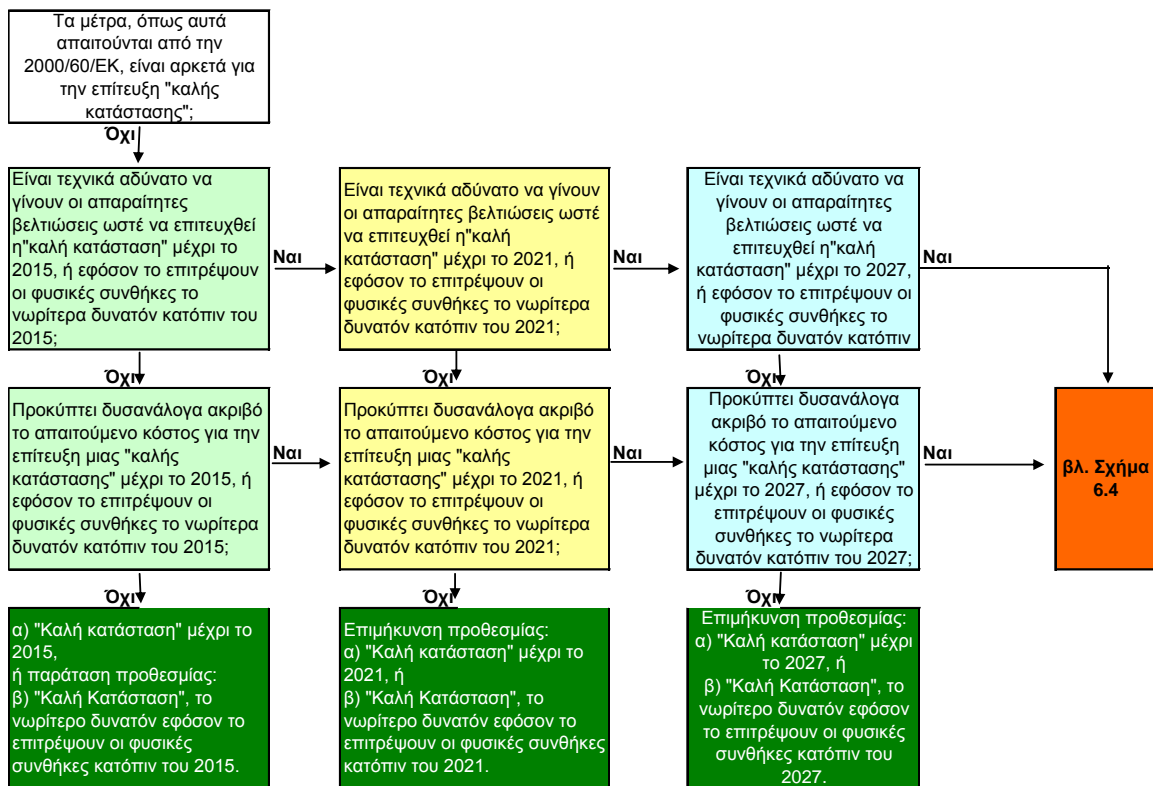 Τα μέτρα, όπως αυτά
απαιτούνται από την
2000/60/ΕΚ, είναι αρκετά για
την επίτευξη "καλής
κατάστασης";
Όχι
Είναι τεχνικά αδύνατο να
γίνουν οι απαραίτητες
βελτιώσεις ωστέ να επιτευχθεί
η"καλή κατάσταση" μέχρι το
2015, ή εφόσον το επιτρέψουν
οι φυσικές συνθήκες το
νωρίτερα δυνατόν κατόπιν του
2015;
Ναι
Είναι τεχνικά αδύνατο να γίνουν
οι απαραίτητες βελτιώσεις ωστέ
να επιτευχθεί η"καλή
κατάσταση" μέχρι το 2021, ή
εφόσον το επιτρέψουν οι
φυσικές συνθήκες το νωρίτερα
δυνατόν κατόπιν του 2021;
Ναι
Είναι τεχνικά αδύνατο να
γίνουν οι απαραίτητες
βελτιώσεις ωστέ να
επιτευχθεί η"καλή
κατάσταση" μέχρι το 2027,
ή εφόσον το επιτρέψουν οι
φυσικές συνθήκες το
νωρίτερα δυνατόν κατόπιν
Ναι
Όχι
Όχι
Όχι
Προκύπτει δυσανάλογα ακριβό
το απαιτούμενο κόστος για την
επίτευξη μιας "καλής
κατάστασης" μέχρι το 2015, ή
εφόσον το επιτρέψουν οι
φυσικές συνθήκες το νωρίτερα
δυνατόν κατόπιν του 2015;
Ναι
Προκύπτει δυσανάλογα ακριβό
το απαιτούμενο κόστος για την
επίτευξη μιας "καλής
κατάστασης" μέχρι το 2021, ή
εφόσον το επιτρέψουν οι
φυσικές συνθήκες το νωρίτερα
δυνατόν κατόπιν του 2021;
Ναι
Προκύπτει δυσανάλογα
ακριβό το απαιτούμενο
κόστος για την επίτευξη
μιας "καλής κατάστασης"
μέχρι το 2027, ή εφόσον το
επιτρέψουν οι φυσικές
συνθήκες το νωρίτερα
δυνατόν κατόπιν του 2027;
Ναι
βλ. Σχήμα
6.4
Όχι
Όχι
Όχι
α) "Καλή κατάσταση" μέχρι το
2015,
ή παράταση προθεσμίας:
β) "Καλή Κατάσταση", το
νωρίτερο δυνατόν εφόσον το
επιτρέψουν οι φυσικές
συνθήκες κατόπιν του 2015.
Επιμήκυνση προθεσμίας:
α) "Καλή κατάσταση" μέχρι το
2021, ή
β) "Καλή Κατάσταση", το
νωρίτερο δυνατόν εφόσον το
επιτρέψουν οι φυσικές συνθήκες
κατόπιν του 2021.
Επιμήκυνση προθεσμίας:
α) "Καλή κατάσταση" μέχρι
το 2027, ή
β) "Καλή Κατάσταση", το
νωρίτερο δυνατόν εφόσον
το επιτρέψουν οι φυσικές
συνθήκες κατόπιν του
2027.